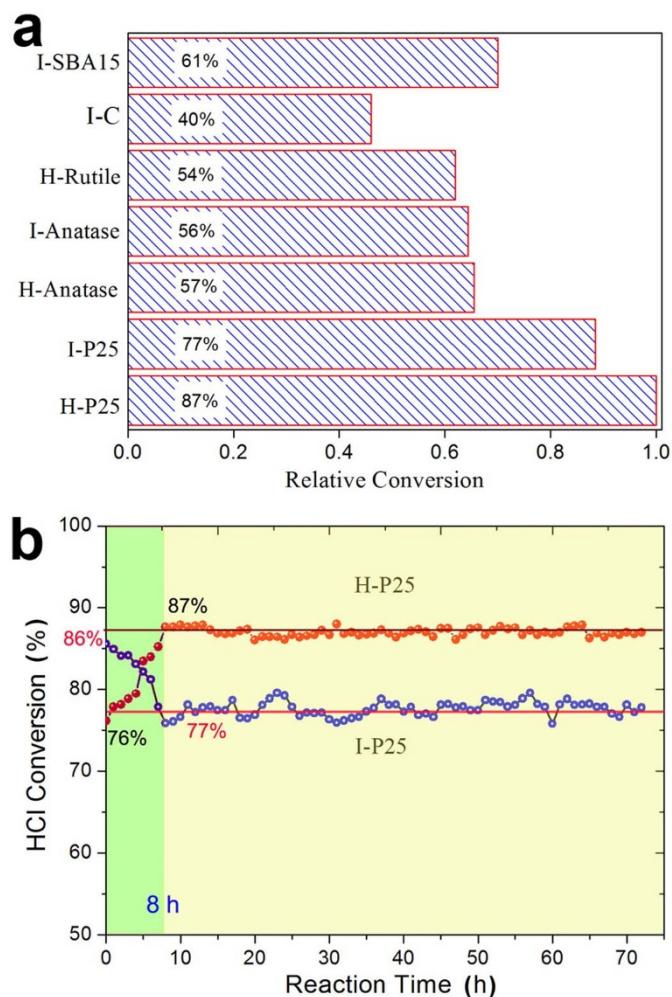 a
I-SBA15 61%
I-C 40%
H-Rutile 54%
I-Anatase 56%
H-Anatase 57%
I-P25 77%
H-P25 87%
0.0 0.2 0.4 0.6 0.8 1.0
Relative Conversion
b
100
90
80
70
60
50
HCl Conversion (%)
H-P25
87%
86%
76%
77%
I-P25
8 h
0 10 20 30 40 50 60 70
Reaction Time (h)